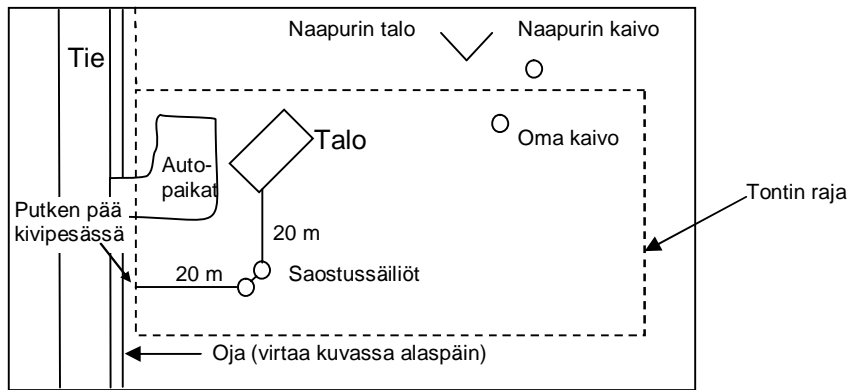 Naapurin talo
Naapurin kaivo
Tie
Talo
Oma kaivo
Auto-
paikat
Tontin raja
Putken pää
kivipesässä
20 m
20 m
Saostussäiliöt
Oja (virtaa kuvassa alaspäin)